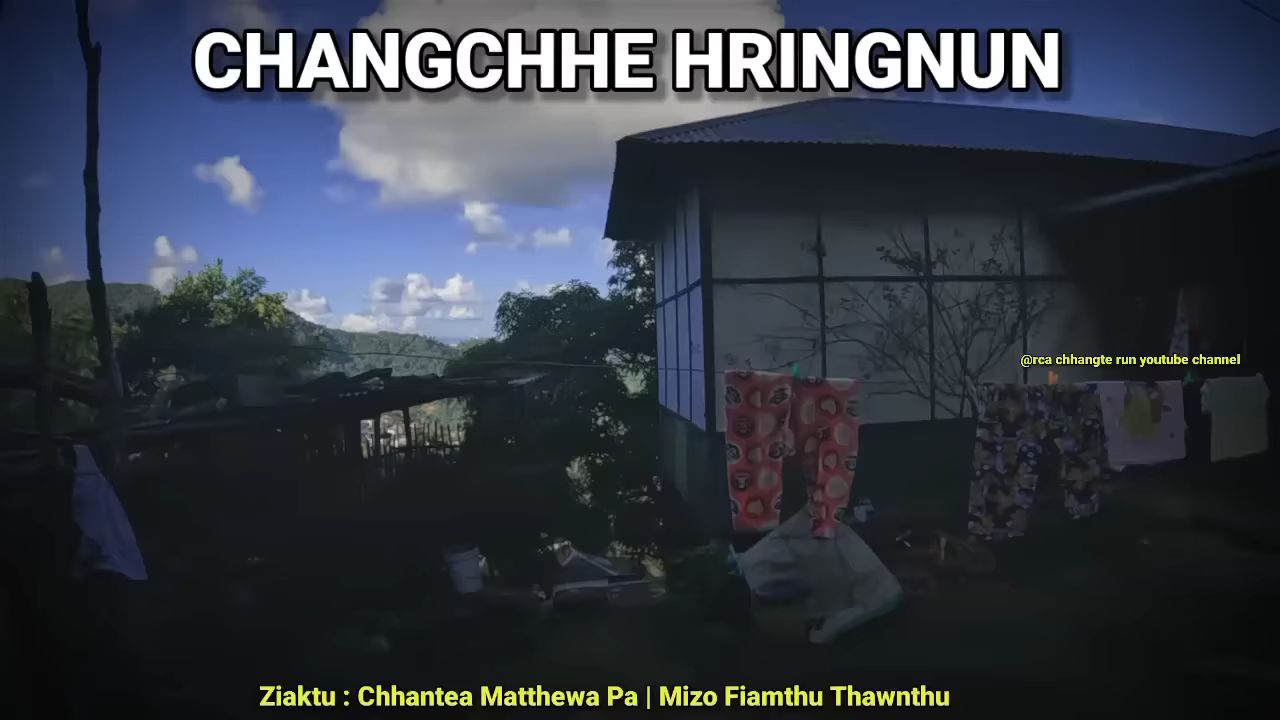 CHANGCHHE HRINGNUN
@rca chhangte run youtube channel
Ziaktu : Chhantea Matthewa Pa | Mizo Fiamthu Thawnthu